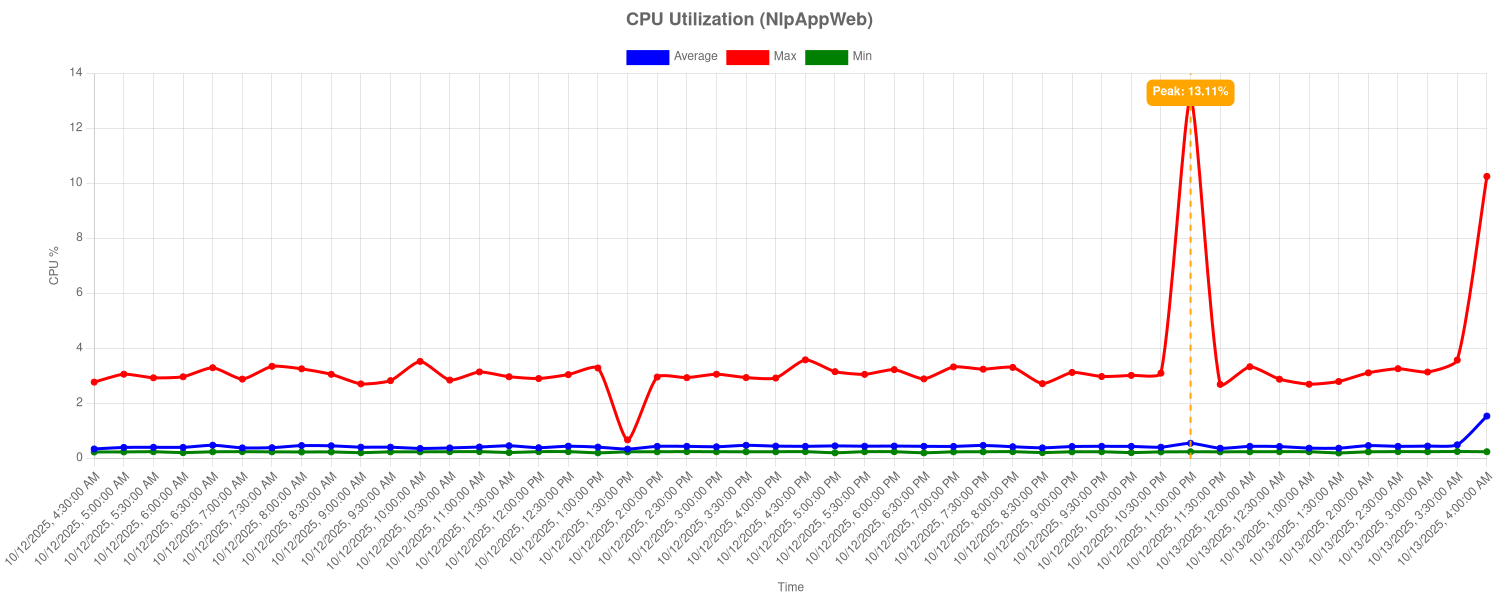 CPU Utilization (NlpAppWeb)
Average Max Min
Peak: 13.11%
14
12
10
8
6
4
2
0
CPU %
10/12/2025, 4:30:00 AM
10/12/2025, 5:00:00 AM
10/12/2025, 5:30:00 AM
10/12/2025, 6:00:00 AM
10/12/2025, 6:30:00 AM
10/12/2025, 7:00:00 AM
10/12/2025, 7:30:00 AM
10/12/2025, 8:00:00 AM
10/12/2025, 8:30:00 AM
10/12/2025, 9:00:00 AM
10/12/2025, 9:30:00 AM
10/12/2025, 10:00:00 AM
10/12/2025, 10:30:00 AM
10/12/2025, 11:00:00 AM
10/12/2025, 11:30:00 AM
10/12/2025, 12:00:00 PM
10/12/2025, 12:30:00 PM
10/12/2025, 1:00:00 PM
10/12/2025, 1:30:00 PM
10/12/2025, 2:00:00 PM
10/12/2025, 2:30:00 PM
10/12/2025, 3:00:00 PM
10/12/2025, 3:30:00 PM
10/12/2025, 4:00:00 PM
10/12/2025, 4:30:00 PM
10/12/2025, 5:00:00 PM
10/12/2025, 5:30:00 PM
10/12/2025, 6:00:00 PM
10/12/2025, 6:30:00 PM
10/12/2025, 7:00:00 PM
10/12/2025, 7:30:00 PM
10/12/2025, 8:00:00 PM
10/12/2025, 8:30:00 PM
10/12/2025, 9:00:00 PM
10/12/2025, 9:30:00 PM
10/12/2025, 10:00:00 PM
10/12/2025, 10:30:00 PM
10/12/2025, 11:00:00 PM
10/12/2025, 11:30:00 PM
10/13/2025, 12:00:00 AM
10/13/2025, 12:30:00 AM
10/13/2025, 1:00:00 AM
10/13/2025, 1:30:00 AM
10/13/2025, 2:00:00 AM
10/13/2025, 2:30:00 AM
10/13/2025, 3:00:00 AM
10/13/2025, 3:30:00 AM
10/13/2025, 4:00:00 AM
Time